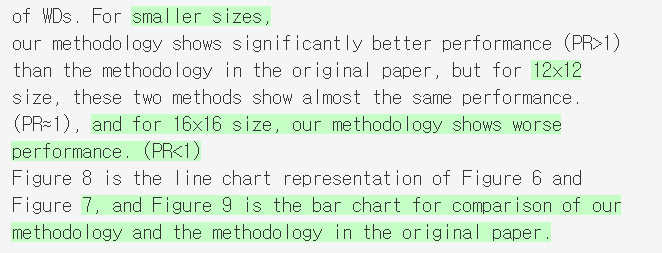 of WDs. For smaller sizes,
our methodology shows significantly better performance (PR>1)
than the methodology in the original paper, but for 12x12
size, these two methods show almost the same performance.
(PR≈1), and for 16x16 size, our methodology shows worse
performance. (PR<1)
Figure 8 is the line chart representation of Figure 6 and
Figure 7, and Figure 9 is the bar chart for comparison of our
methodology and the methodology in the original paper.